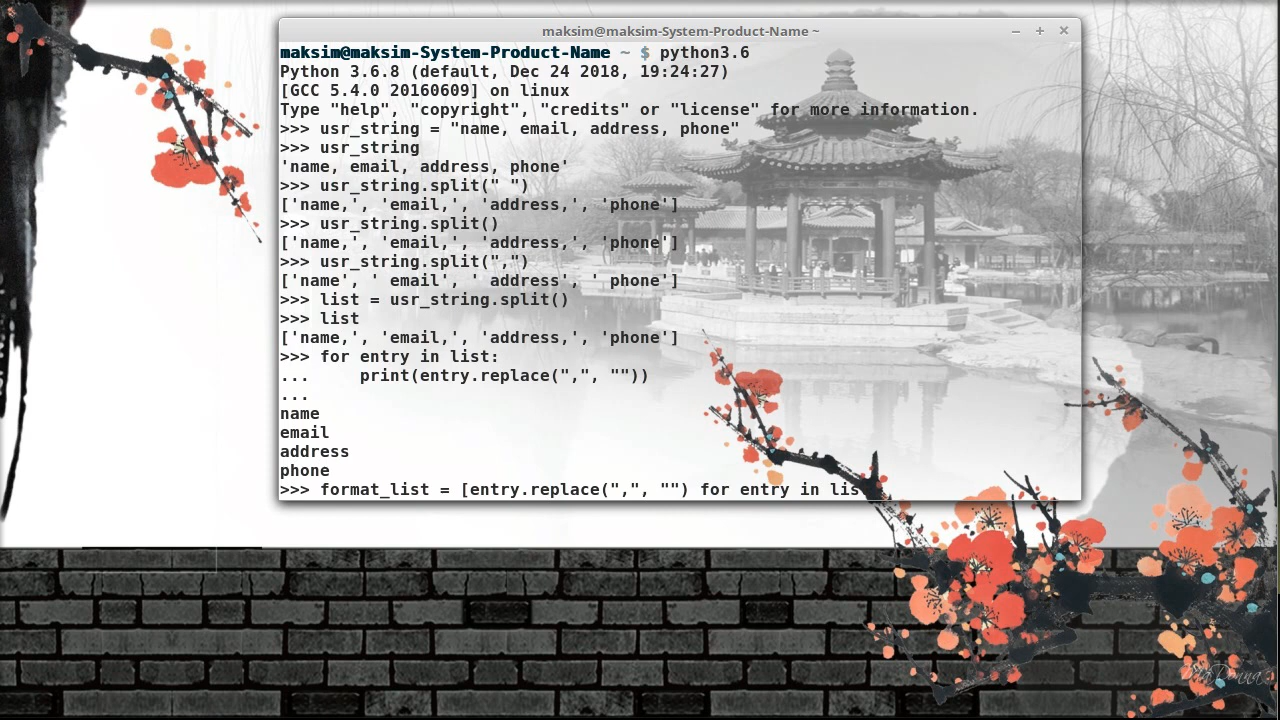 maksim@maksim-System-Product-Name ~
maksim@maksim-System-Product-Name ~ $ python3.6
Python 3.6.8 (default, Dec 24 2018, 19:24:27)
[GCC 5.4.0 20160609] on linux
Type "help", "copyright", "credits" or "license" for more information.
>>> usr_string = "name, email, address, phone"
>>> usr_string
'name, email, address, phone'
>>> usr_string.split(" ")
['name,', 'email,', 'address,', 'phone']
>>> usr_string.split()
['name,', 'email,', 'address,', 'phone']
>>> usr_string.split(",")
['name', ' email', ' address', ' phone']
>>> list = usr_string.split()
>>> list
['name,', 'email,', 'address,', 'phone']
>>> for entry in list:
...     print(entry.replace(",", ""))
...
name
email
address
phone
>>> format_list = [entry.replace(",", "") for entry in lis